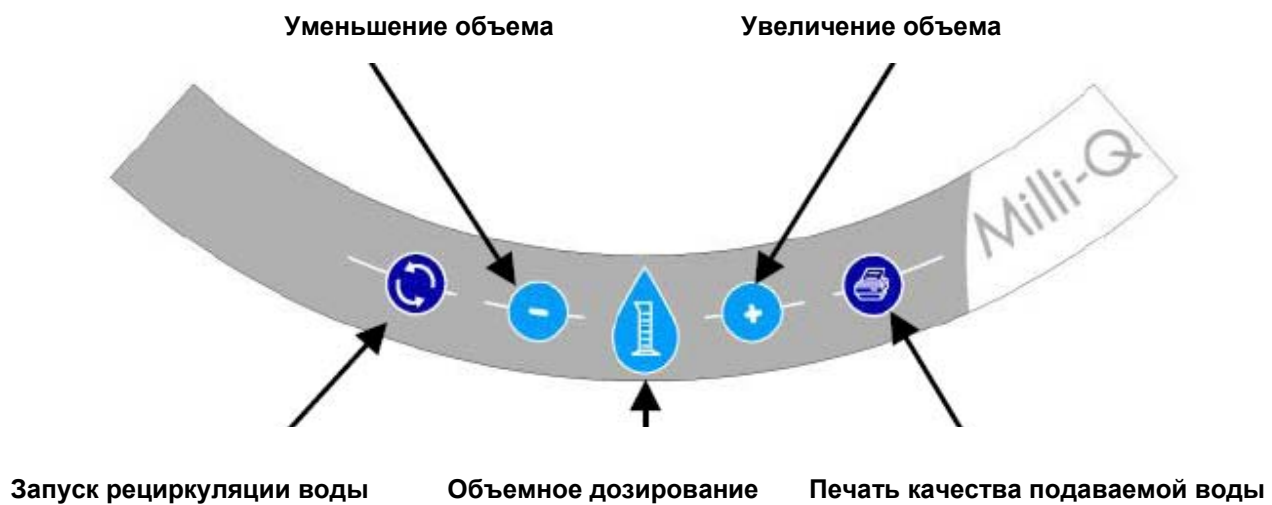 Уменьшение объема Увеличение объема
- +
Milli-Q
Запуск рециркуляции воды Объемное дозирование Печать качества подаваемой воды